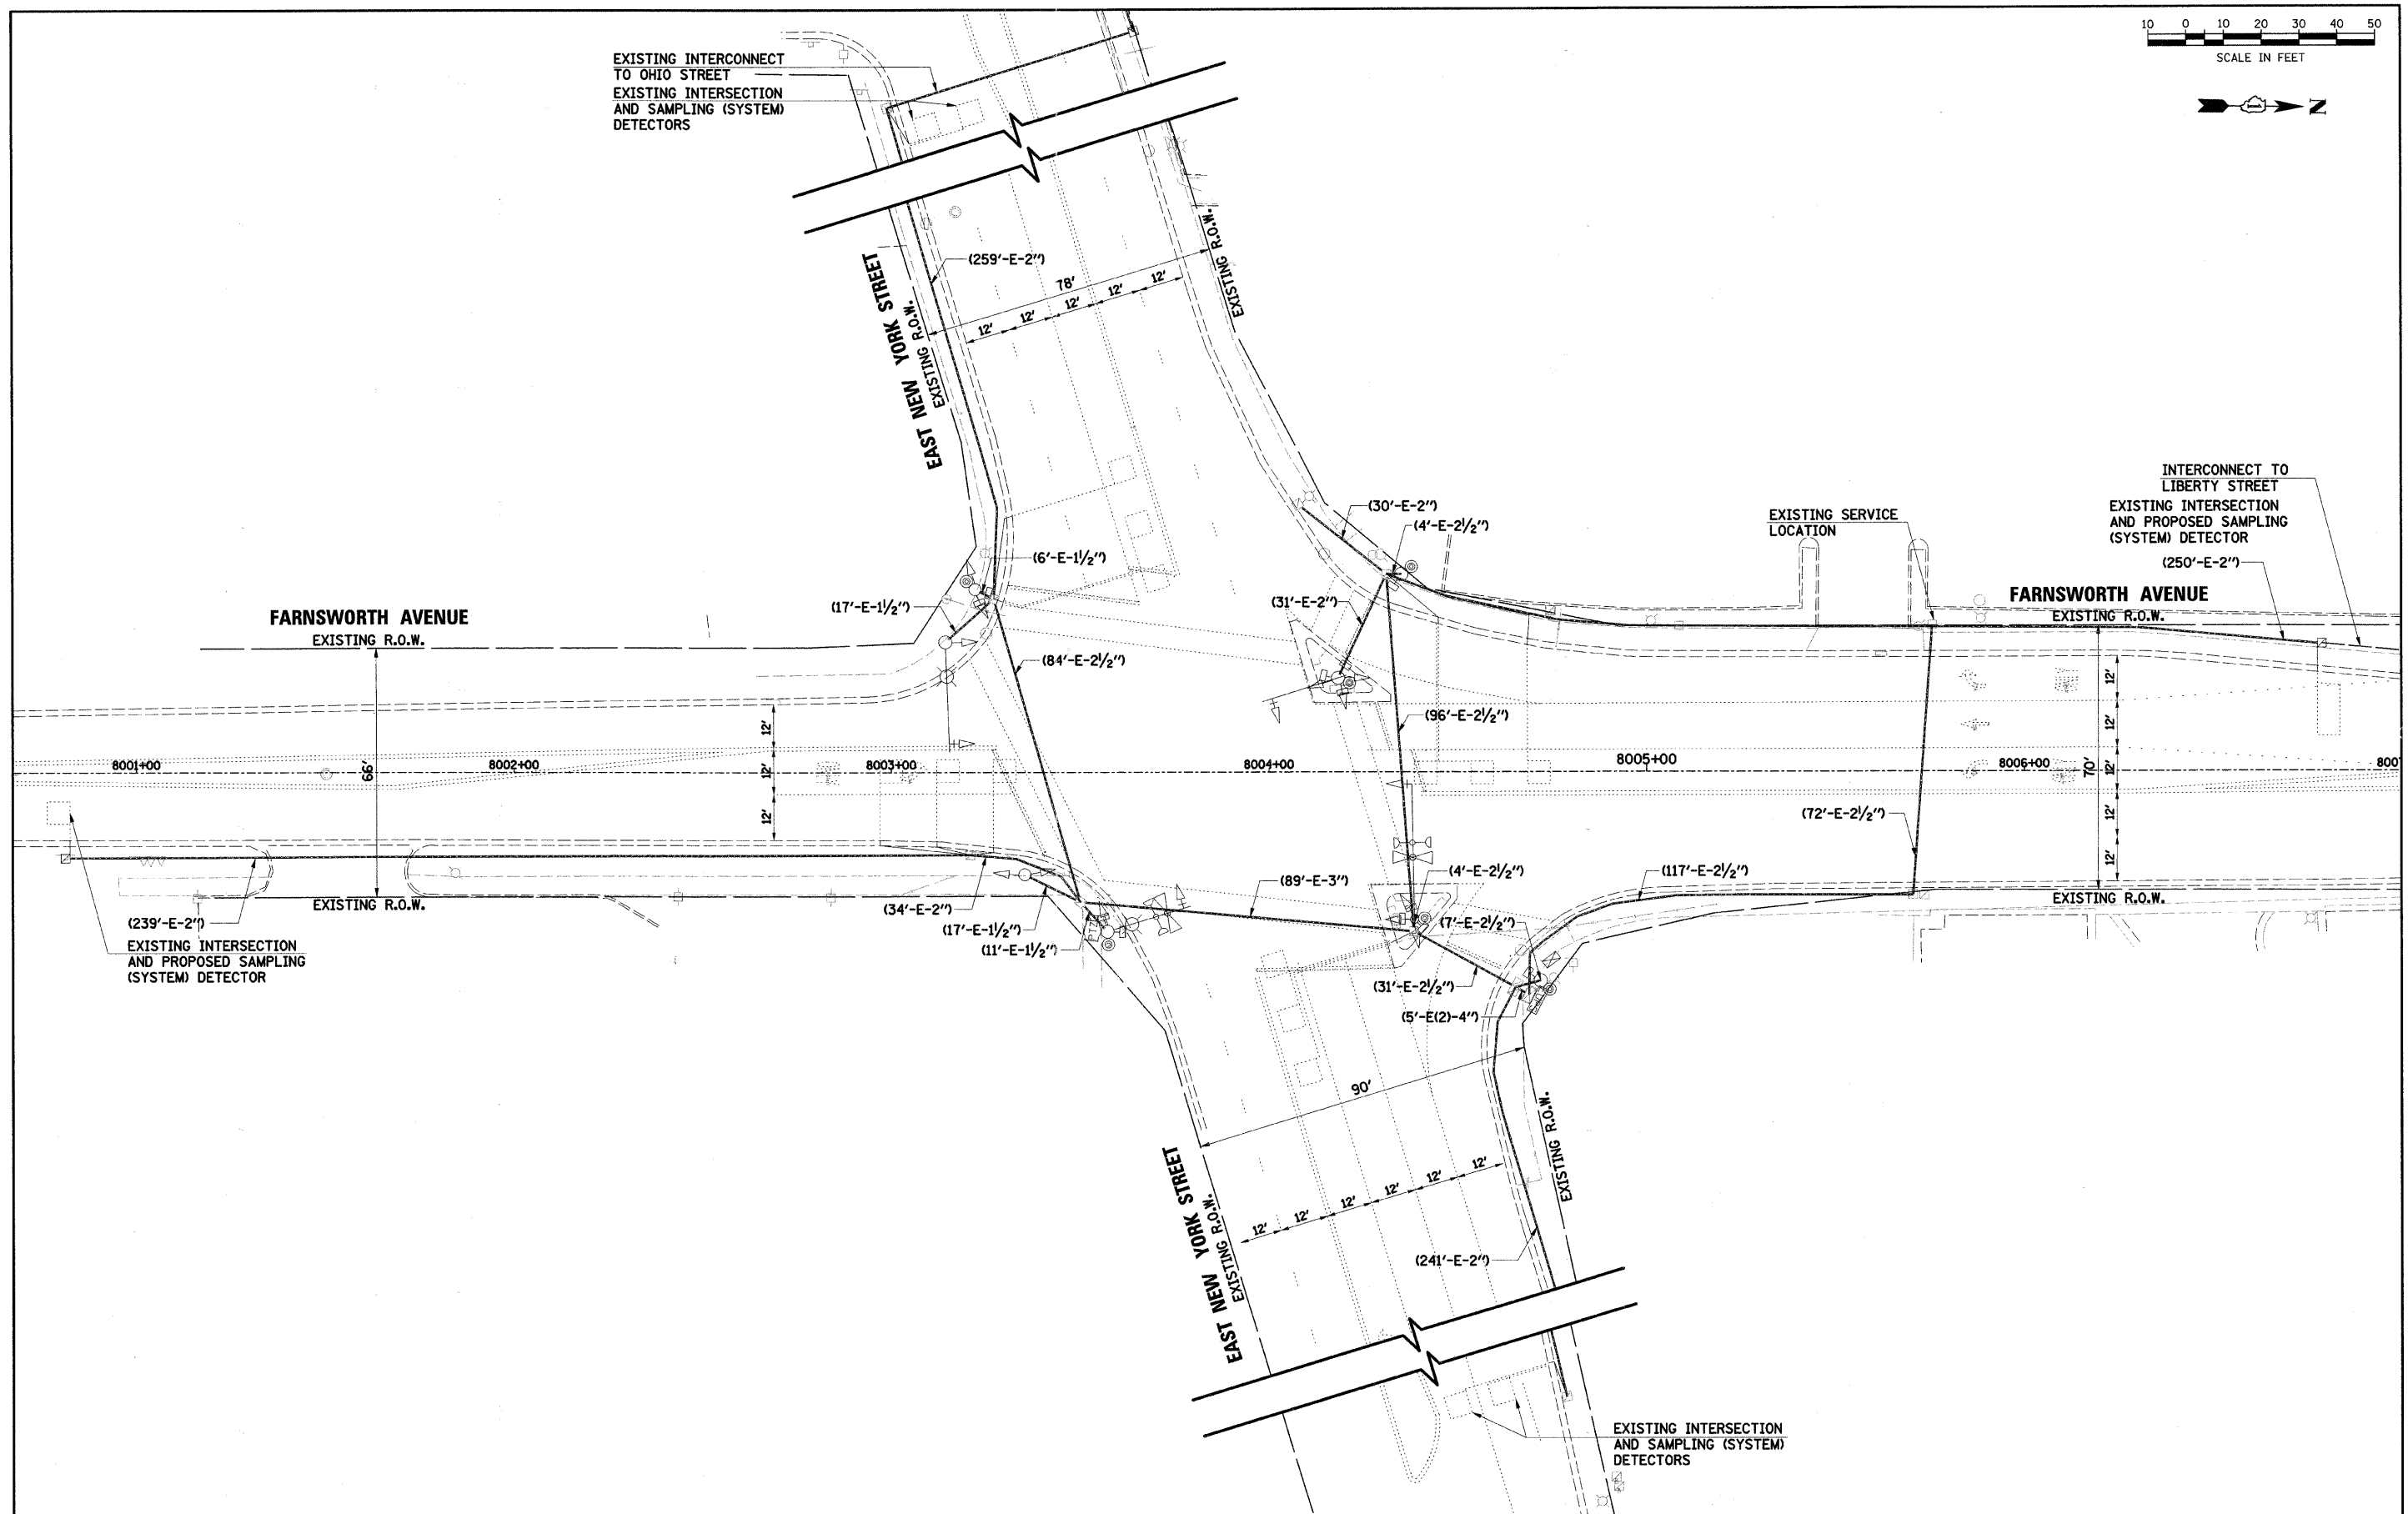 10 0 10 20 30 40 50
SCALE IN FEET
N
EXISTING INTERCONNECT
TO OHIO STREET
EXISTING INTERSECTION
AND SAMPLING (SYSTEM)
DETECTORS
(259'-E-2")
78'
12'
12'
12'
12'
EAST NEW YORK STREET
EXISTING R.O.W.
EXISTING R.O.W.
INTERCONNECT TO
LIBERTY STREET
EXISTING INTERSECTION
AND PROPOSED SAMPLING
(SYSTEM) DETECTOR
(250'-E-2")
EXISTING SERVICE
LOCATION
(30'-E-2")
(4'-E-2½")
(6'-E-1½")
(17'-E-1½")
(31'-E-2")
FARNSWORTH AVENUE
EXISTING R.O.W.
FARNSWORTH AVENUE
EXISTING R.O.W.
(84'-E-2½")
(96'-E-2½")
12'
12'
12'
66'
12'
12'
12'
12'
12'
70'
8001+00
8002+00
8003+00
8004+00
8005+00
8006+00
8007
(72'-E-2½")
(4'-E-2½")
(117'-E-2½")
(89'-E-3")
EXISTING R.O.W.
EXISTING R.O.W.
(34'-E-2")
(17'-E-1½")
(11'-E-1½")
(7'-E-2½")
(239'-E-2")
EXISTING INTERSECTION
AND PROPOSED SAMPLING
(SYSTEM) DETECTOR
PTZ
(31'-E-2½")
(5'-E(2)-4")
90'
EXISTING R.O.W.
12'
12'
12'
12'
12'
12'
EAST NEW YORK STREET
EXISTING R.O.W.
(241'-E-2")
EXISTING INTERSECTION
AND SAMPLING (SYSTEM)
DETECTORS